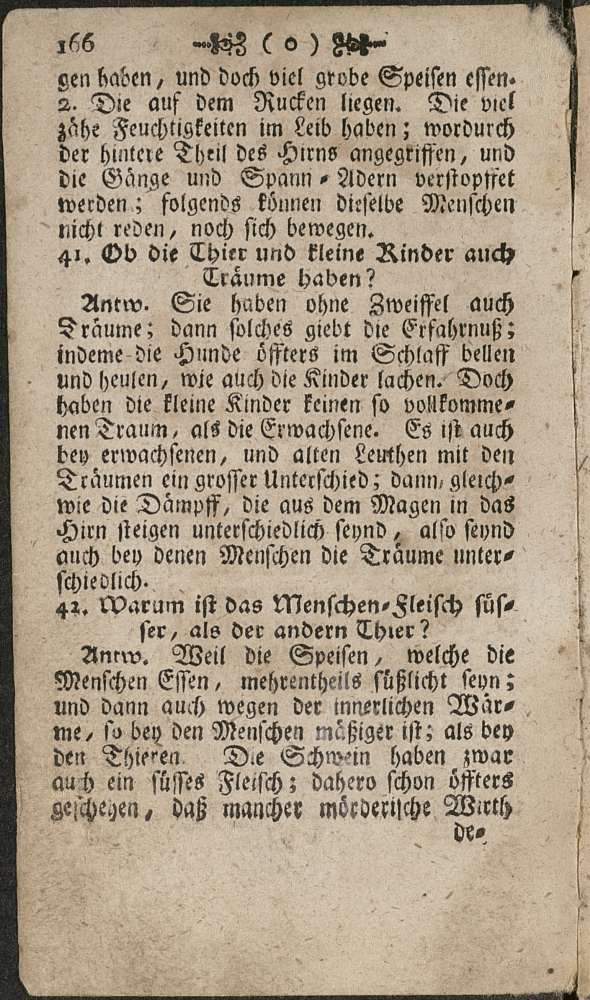 166 ( o )
gen haben, und doch viel grobe Speisen essen.
2. Die auf dem Rucken liegen. Die viel
zähe Feuchtigkeiten im Leib haben; wordurch
der hintere Theil des Hirns angegriffen, und
die Gänge und Spann-Adern verstopffet
werden; folgends können dieselbe Menschen
nicht reden, noch sich bewegen.
41. Ob die Thier und kleine Kinder auch
Träume haben?
Antw. Sie haben ohne Zweiffel auch
Träume; dann solches giebt die Erfahrnuß;
indeme die Hunde öffters im Schlaff bellen
und heulen, wie auch die Kinder lachen. Doch
haben die kleine Kinder keinen so vollkomme-
nen Traum, als die Erwachsene. Es ist auch
bey erwachsenen, und alten Leuthen mit den
Träumen ein grosser Unterschied; dann, gleich-
wie die Dämpff, die aus dem Magen in das
Hirn steigen unterschiedlich seynd, also seynd
auch bey denen Menschen die Träume unter-
schiedlich.
42. Warum ist das Menschen-Fleisch süs-
ser, als der andern Thier?
Antw. Weil die Speisen, welche die
Menschen Essen, mehrentheils süßlicht seyn;
und dann auch wegen der innerlichen Wär-
me, so bey den Menschen mäßiger ist; als bey
den Thieren. Die Schwein haben zwar
auch ein süsses Fleisch; dahero schon öffters
geschehen, daß mancher mörderische Wirth
de-